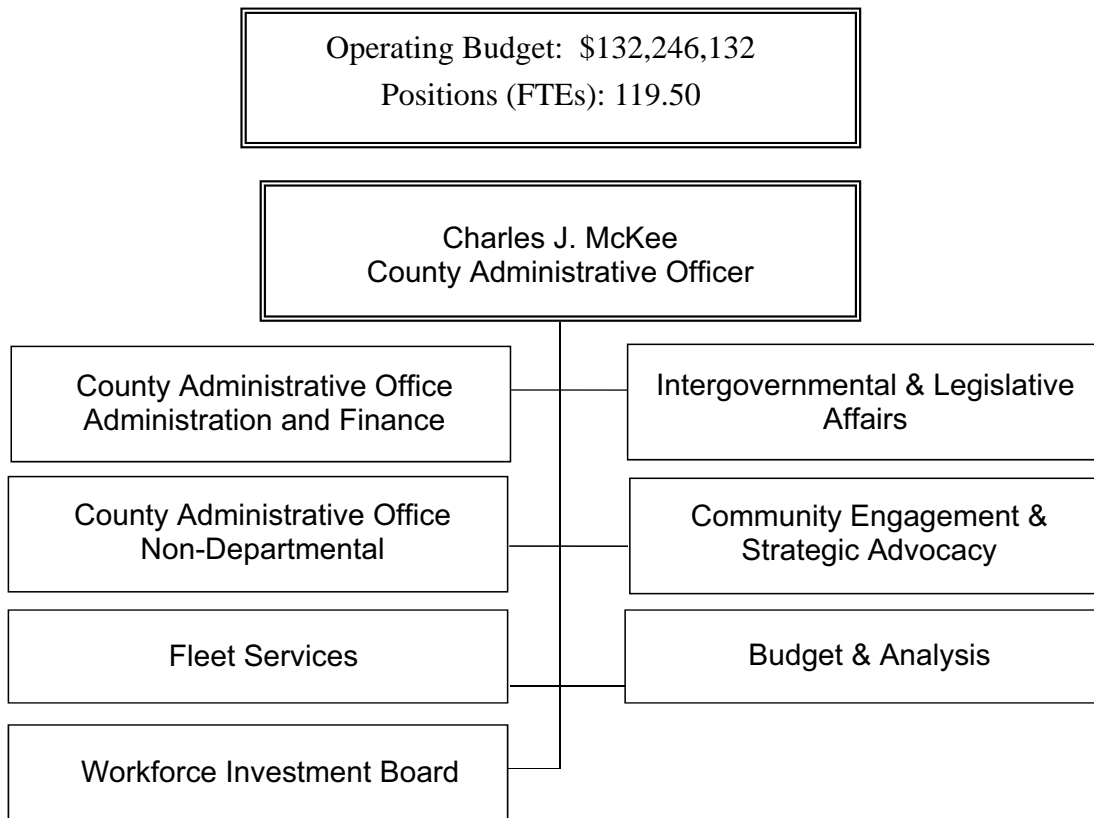 Operating Budget:  $132,246,132
Positions (FTEs): 119.50
Charles J. McKee
County Administrative Officer
County Administrative Office
Administration and Finance
Intergovernmental & Legislative
Affairs
County Administrative Office
Non-Departmental
Community Engagement &
Strategic Advocacy
Fleet Services
Budget & Analysis
Workforce Investment Board